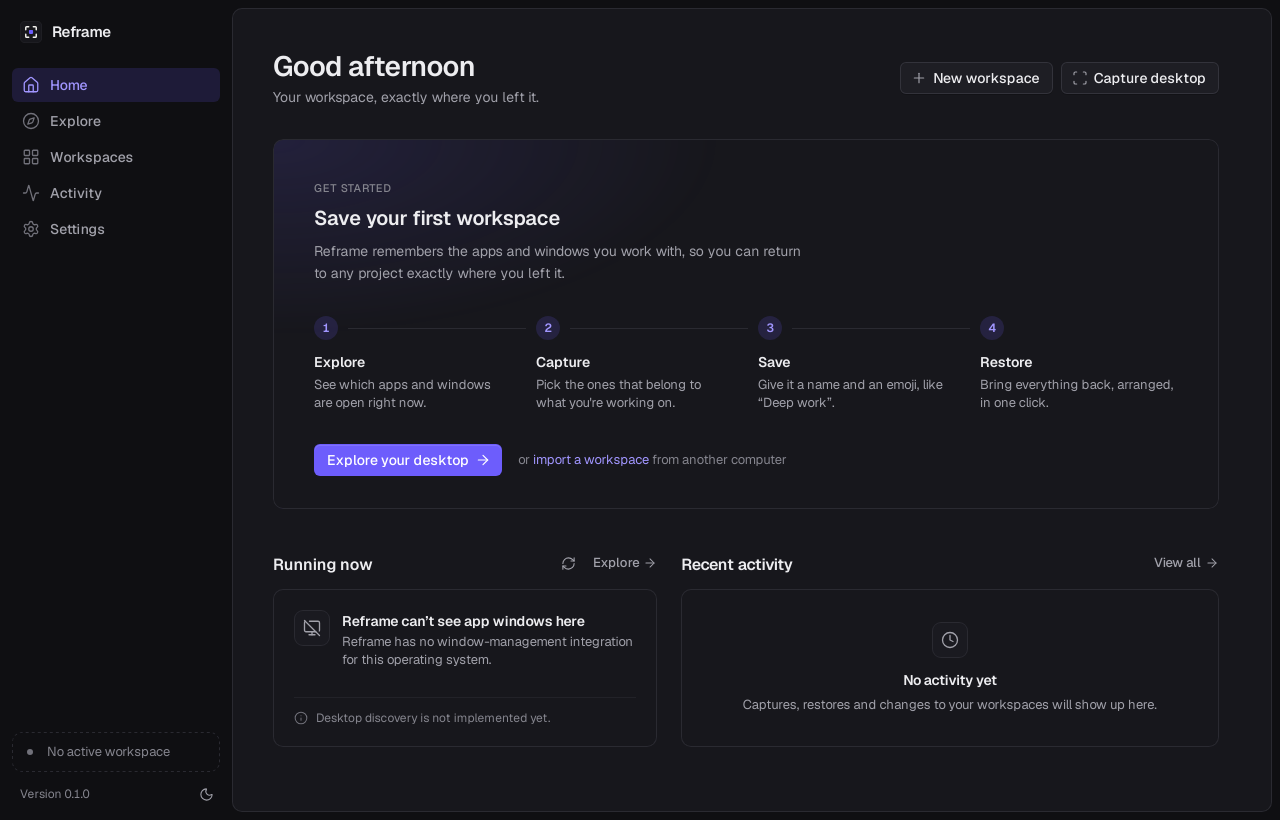 Reframe
Home
Explore
Workspaces
Activity
Settings
No active workspace
Version 0.1.0
Good afternoon
Your workspace, exactly where you left it.
New workspace
Capture desktop
GET STARTED
Save your first workspace
Reframe remembers the apps and windows you work with, so you can return
to any project exactly where you left it.
1
Explore
See which apps and windows
are open right now.
2
Capture
Pick the ones that belong to
what you're working on.
3
Save
Give it a name and an emoji, like
“Deep work”.
4
Restore
Bring everything back, arranged,
in one click.
Explore your desktop
or import a workspace from another computer
Running now
Explore
Reframe can’t see app windows here
Reframe has no window-management integration
for this operating system.
Desktop discovery is not implemented yet.
Recent activity
View all
No activity yet
Captures, restores and changes to your workspaces will show up here.